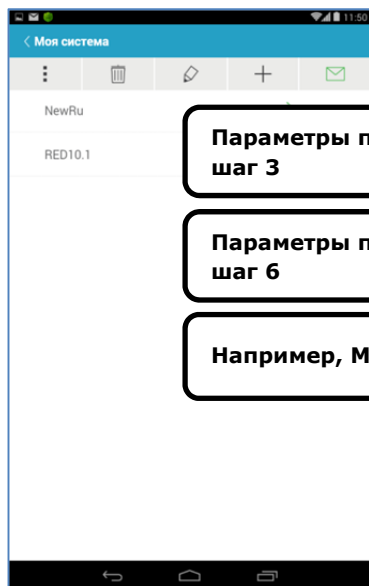 11:50
Моя система
NewRu
RED10.1
Параметры
шаг 3
Параметры
шаг 6
Например,